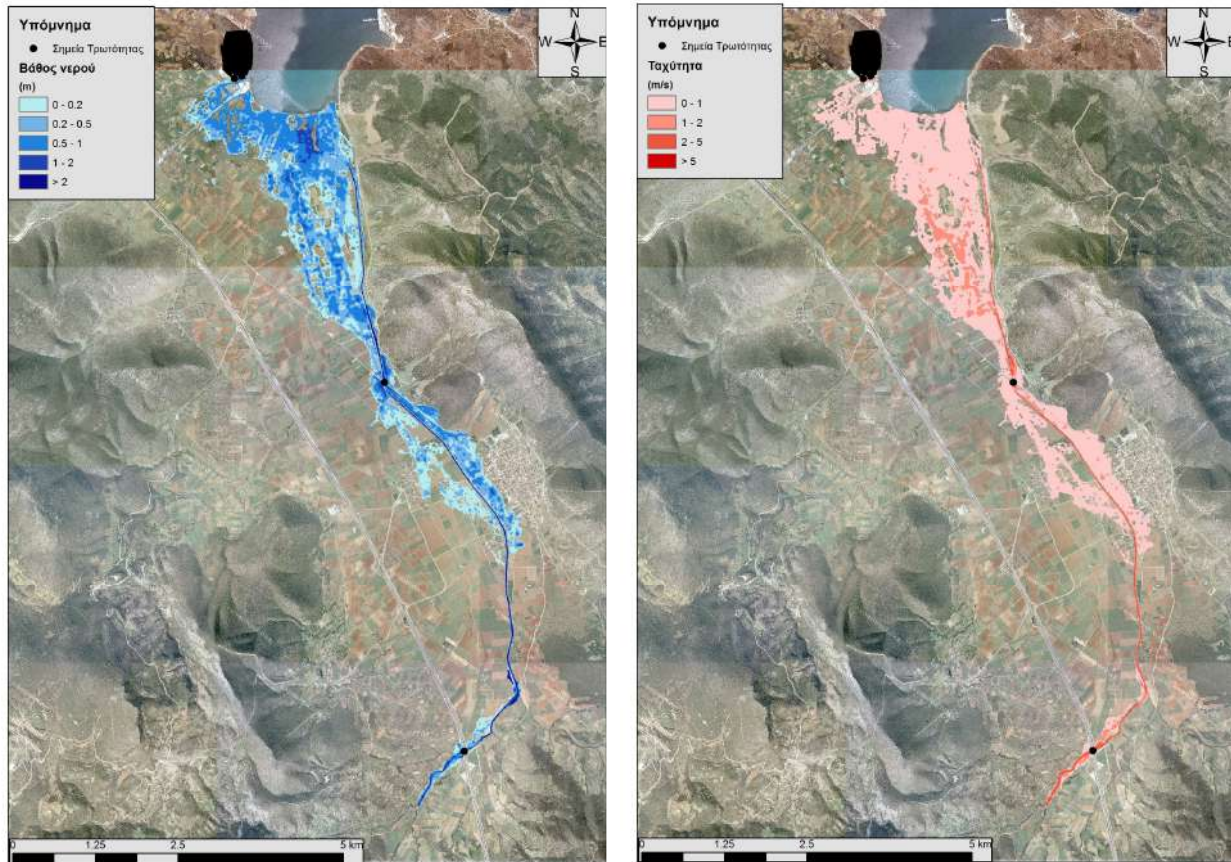 Υπόμνημα
Σημεία Τρωτότητας
Βάθος νερού
(m)
0 - 0.2
0.2 - 0.5
0.5 - 1
1 - 2
> 2
N
W E
S
0 1.25 2.5 5 km
Υπόμνημα
Σημεία Τρωτότητας
Ταχύτητα
(m/s)
0 - 1
1 - 2
2 - 5
> 5
N
W E
S
0 1.25 2.5 5 km